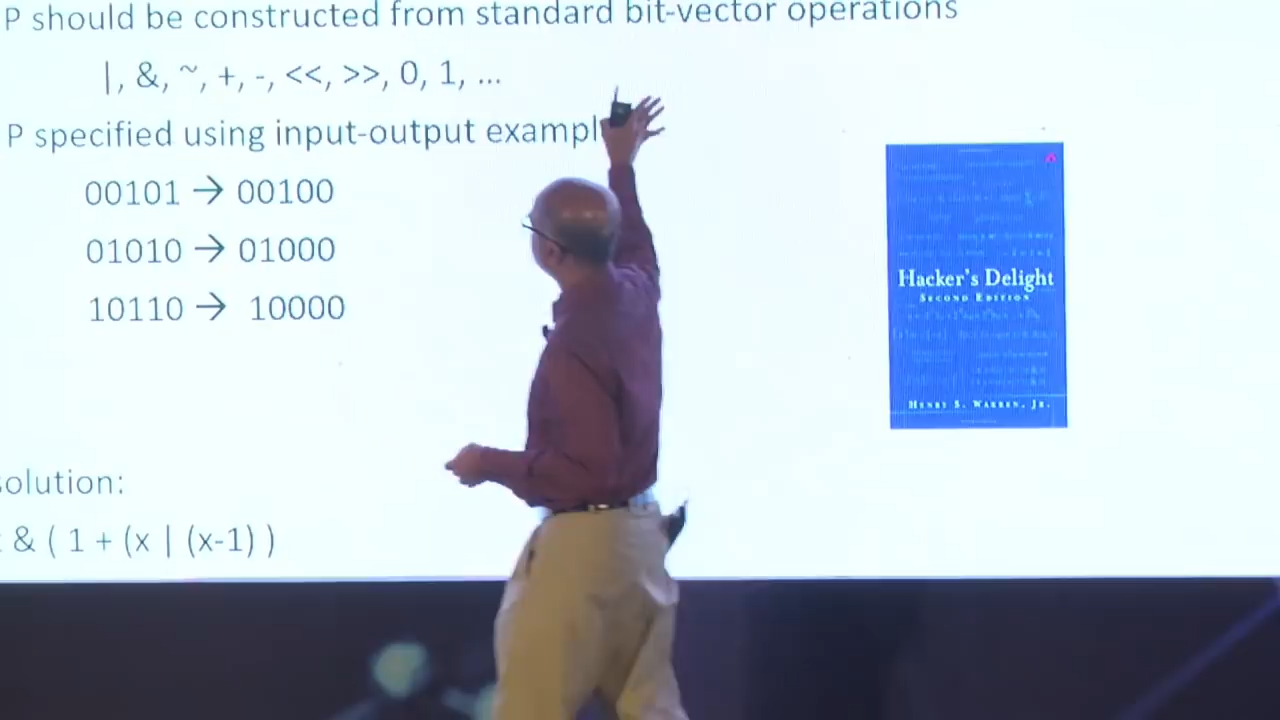 P should be constructed from standard bit-vector operations
|, &, ~, +, -, <<, >>, 0, 1, ...
P specified using input-output exampl
00101 → 00100
01010 → 01000
10110 → 10000
Hacker's Delight
SECOND EDITION
HENRY S. WARREN, JR.
solution:
& ( 1 + (x | (x-1) )